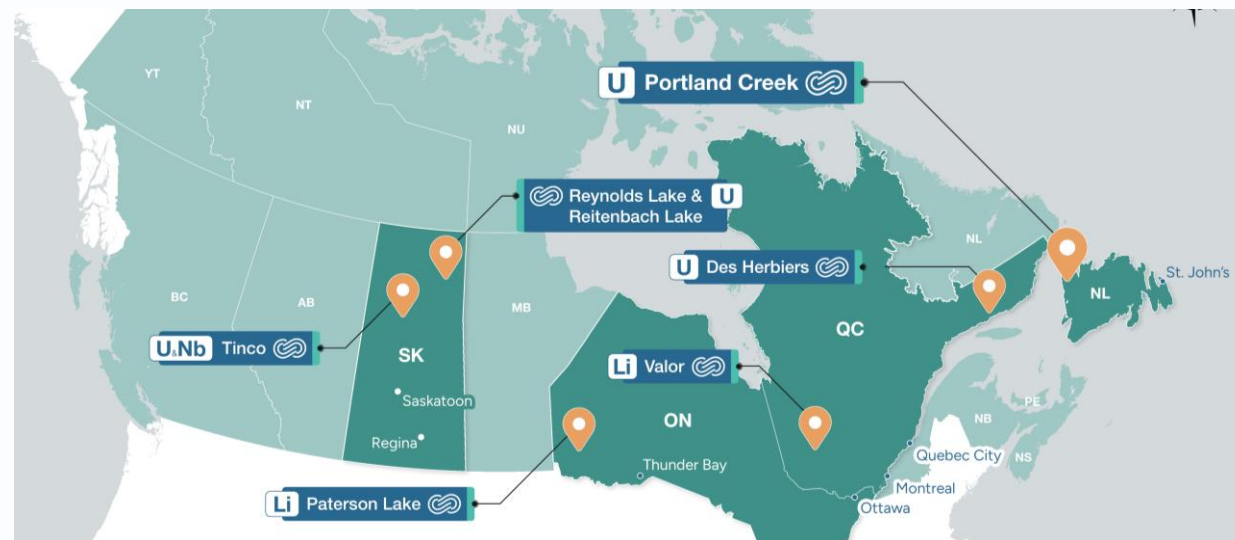 YT
NT
NU
U Portland Creek
Reynolds Lake & U
Reitenbach Lake
U Des Herbiers
NL
St. John's
NL
BC
AB
MB
QC
U&Nb Tinco
SK
Li Valor
Saskatoon
ON
PE
NB
Regina
NS
Quebec City
Thunder Bay
Montreal
Li Paterson Lake
Ottawa